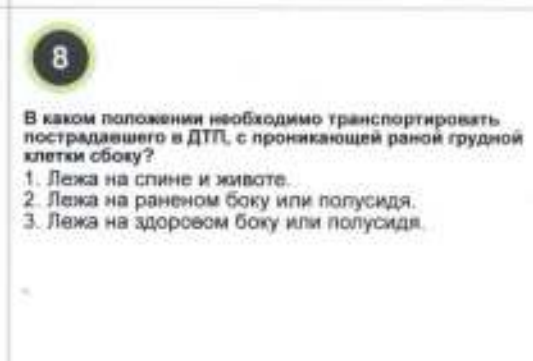 8
В каком положении необходимо транспортировать
пострадавшего в ДТП, с проникающей раной грудной
клетки сбоку?
1. Лежа на спине и животе.
2. Лежа на раненом боку или полусидя.
3. Лежа на здоровом боку или полусидя.